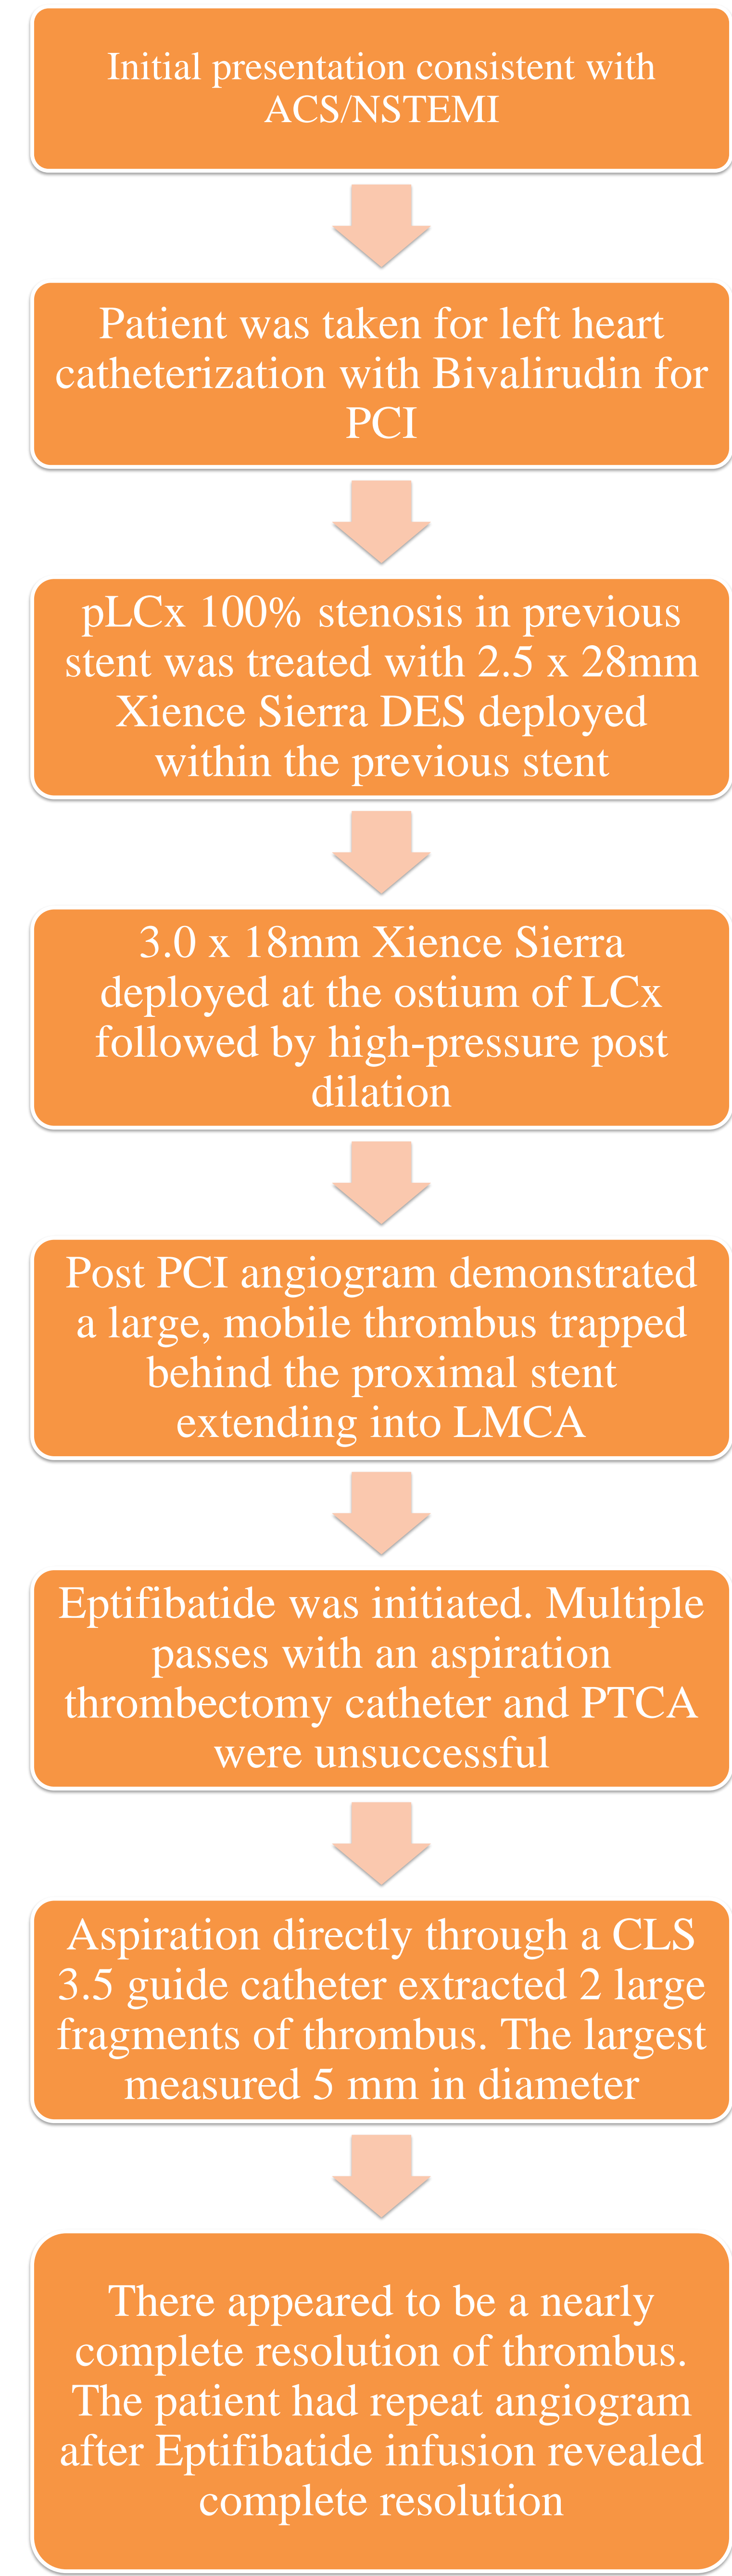 Initial presentation consistent with
ACS/NSTEMI
Patient was taken for left heart
catheterization with Bivalirudin for
PCI
pLCx 100% stenosis in previous
stent was treated with 2.5 x 28mm
Xience Sierra DES deployed
within the previous stent
3.0 x 18mm Xience Sierra
deployed at the ostium of LCx
followed by high-pressure post
dilation
Post PCI angiogram demonstrated
a large, mobile thrombus trapped
behind the proximal stent
extending into LMCA
Eptifibatide was initiated. Multiple
passes with an aspiration
thrombectomy catheter and PTCA
were unsuccessful
Aspiration directly through a CLS
3.5 guide catheter extracted 2 large
fragments of thrombus. The largest
measured 5 mm in diameter
There appeared to be a nearly
complete resolution of thrombus.
The patient had repeat angiogram
after Eptifibatide infusion revealed
complete resolution